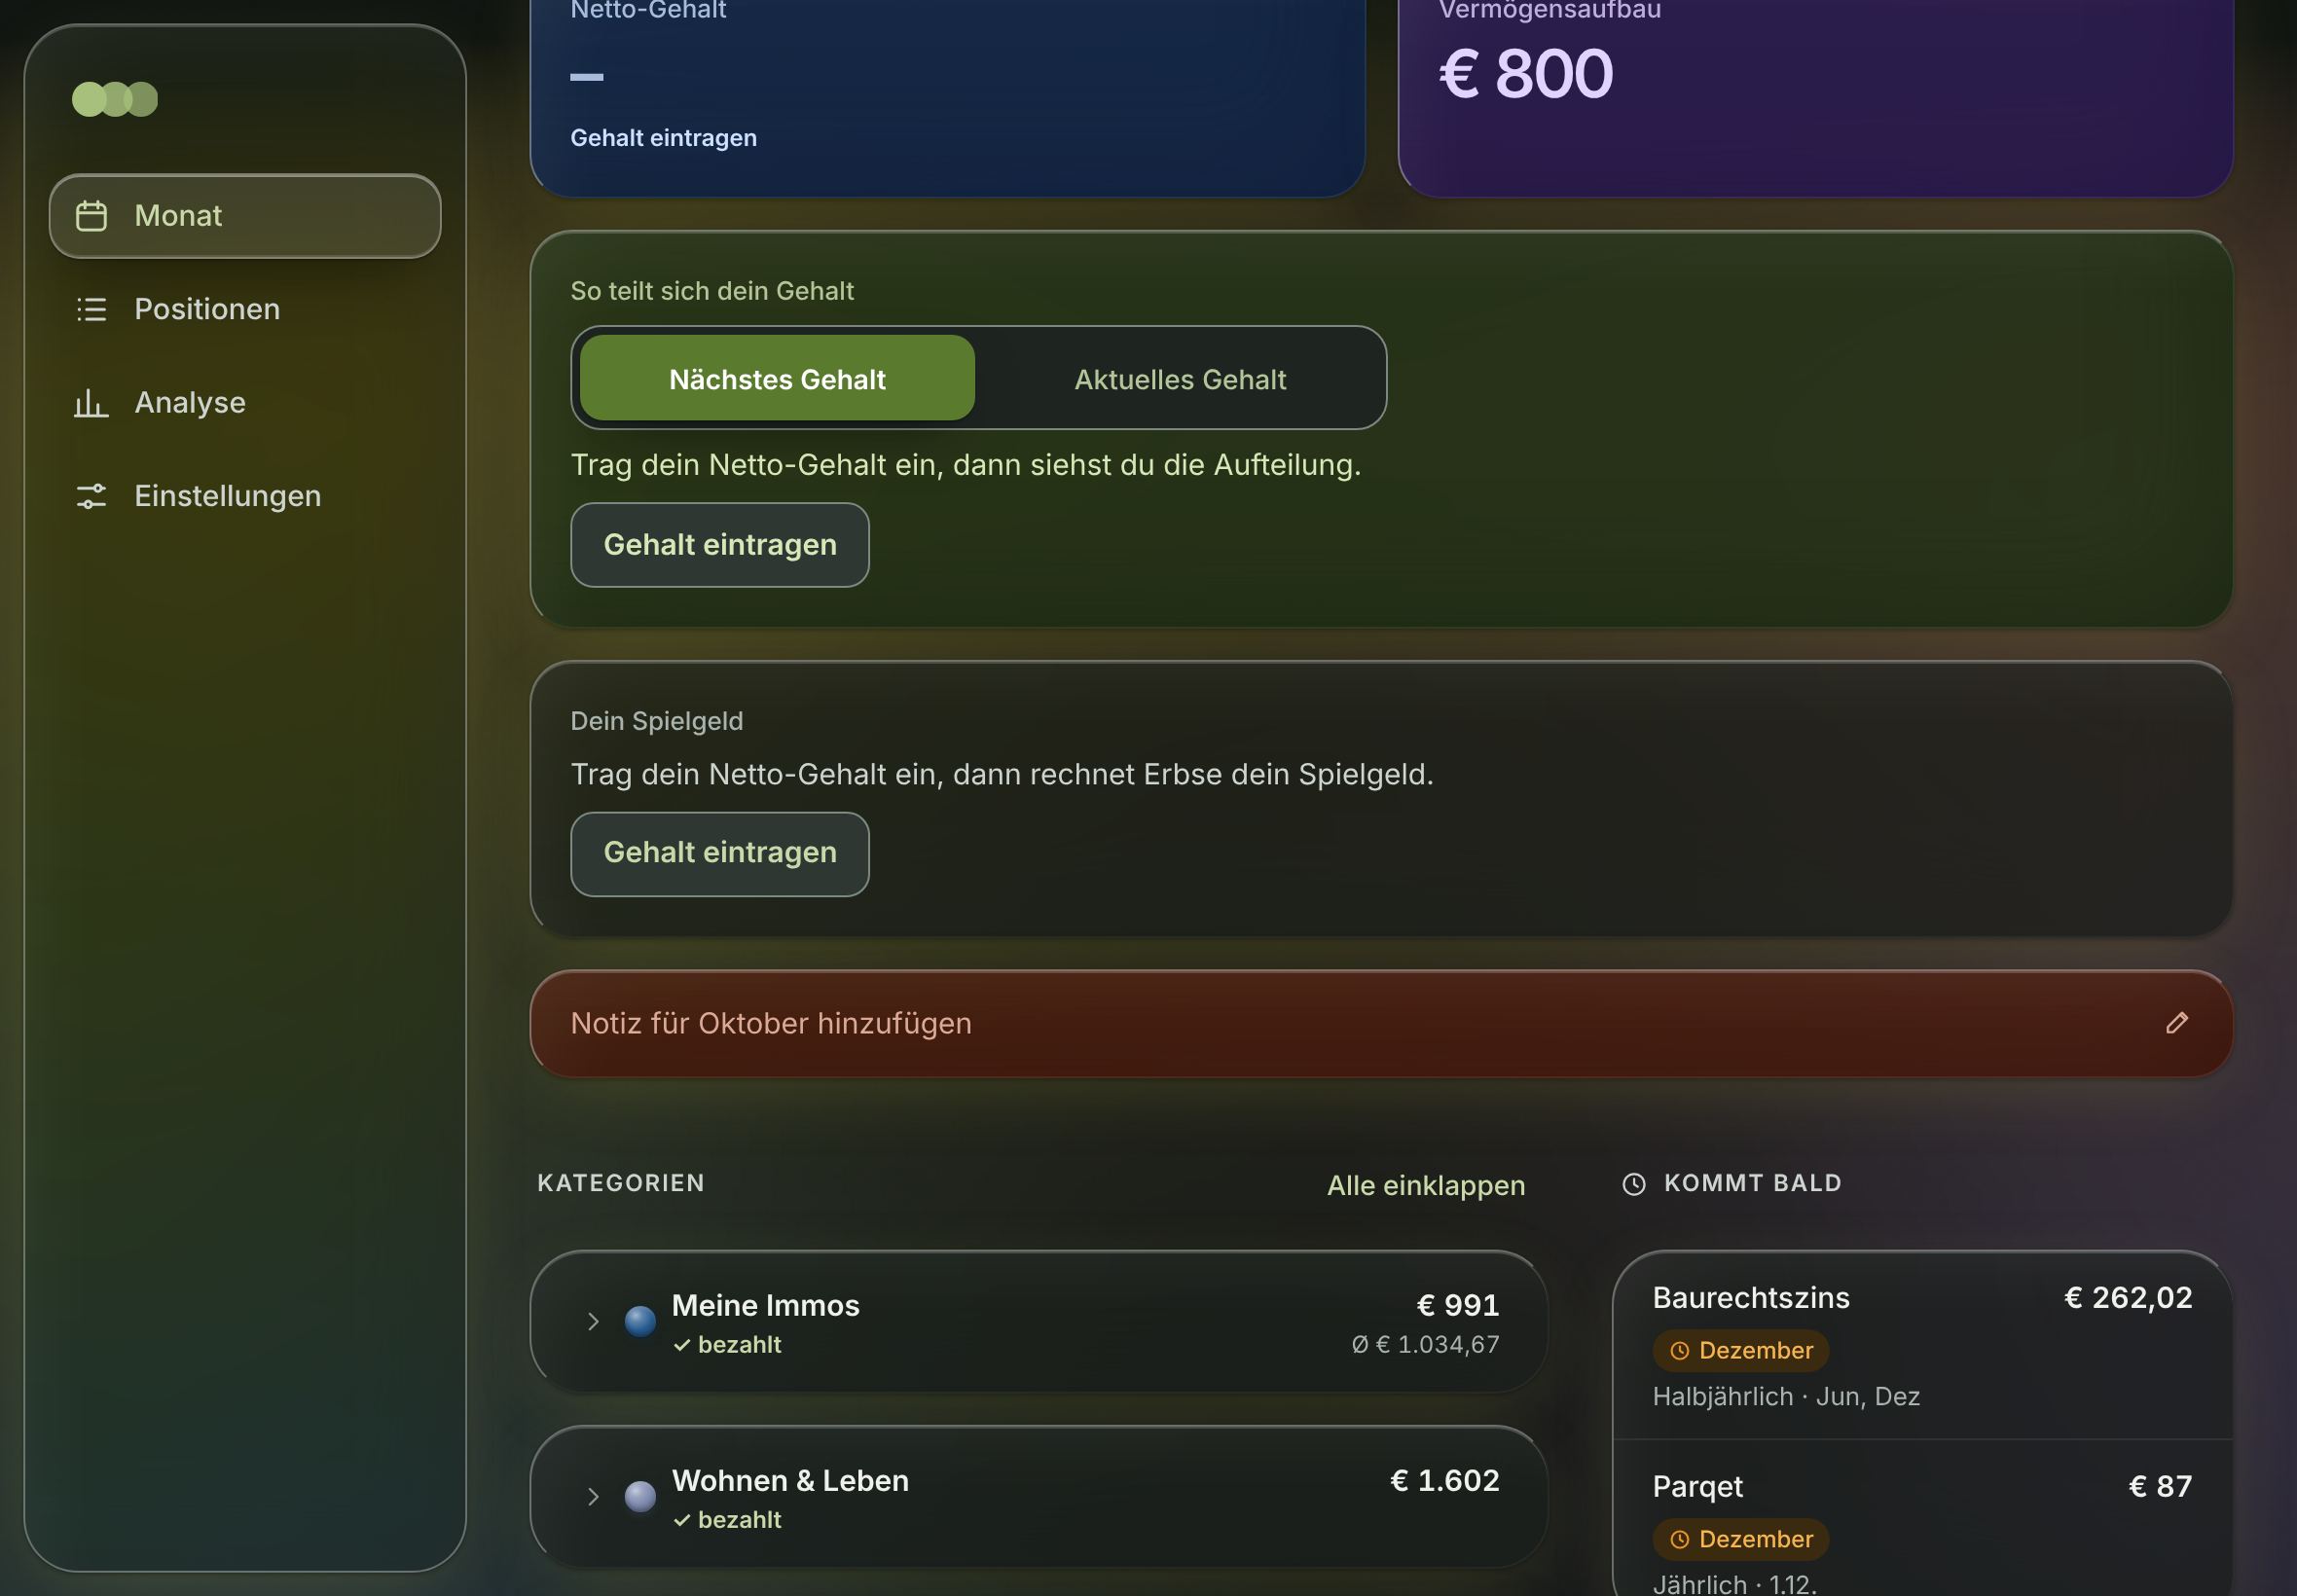 Netto-Gehalt
–
Gehalt eintragen
Vermögensaufbau
€ 800
Monat
Positionen
Analyse
Einstellungen
So teilt sich dein Gehalt
Nächstes Gehalt
Aktuelles Gehalt
Trag dein Netto-Gehalt ein, dann siehst du die Aufteilung.
Gehalt eintragen
Dein Spielgeld
Trag dein Netto-Gehalt ein, dann rechnet Erbse dein Spielgeld.
Gehalt eintragen
Notiz für Oktober hinzufügen
KATEGORIEN
Alle einklappen
Meine Immos
€ 991
✓ bezahlt
Ø € 1.034,67
Wohnen & Leben
€ 1.602
✓ bezahlt
KOMMT BALD
Baurechtszins
€ 262,02
Dezember
Halbjährlich · Jun, Dez
Parqet
€ 87
Dezember
Jährlich · 1.12.